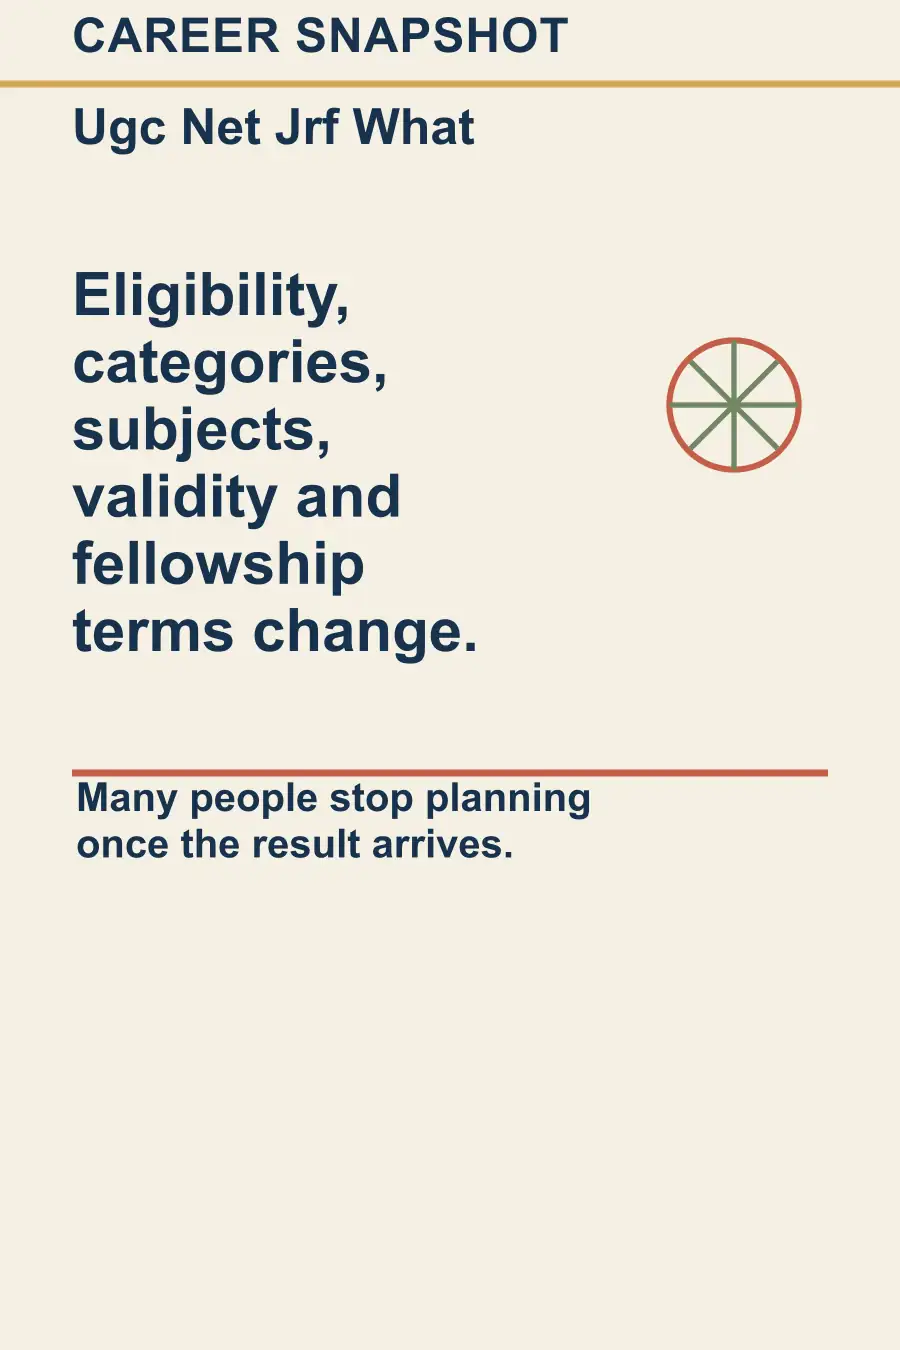 CAREER SNAPSHOT
Ugc Net Jrf What
Eligibility,
categories,
subjects,
validity and
fellowship
terms change.
Many people stop planning
once the result arrives.